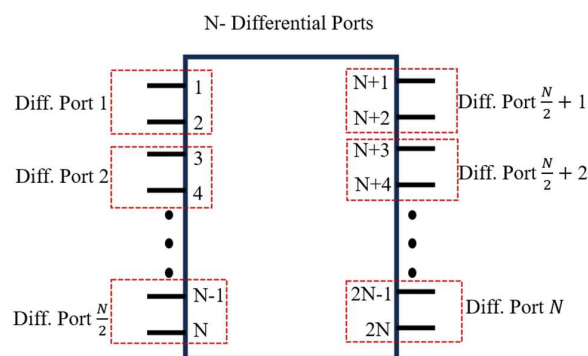 N- Differential Ports
Diff. Port 1
1
2
Diff. Port 2
3
4
Diff. Port N/2
N-1
N
N+1
N+2
Diff. Port N/2 + 1
N+3
N+4
Diff. Port N/2 + 2
2N-1
2N
Diff. Port N